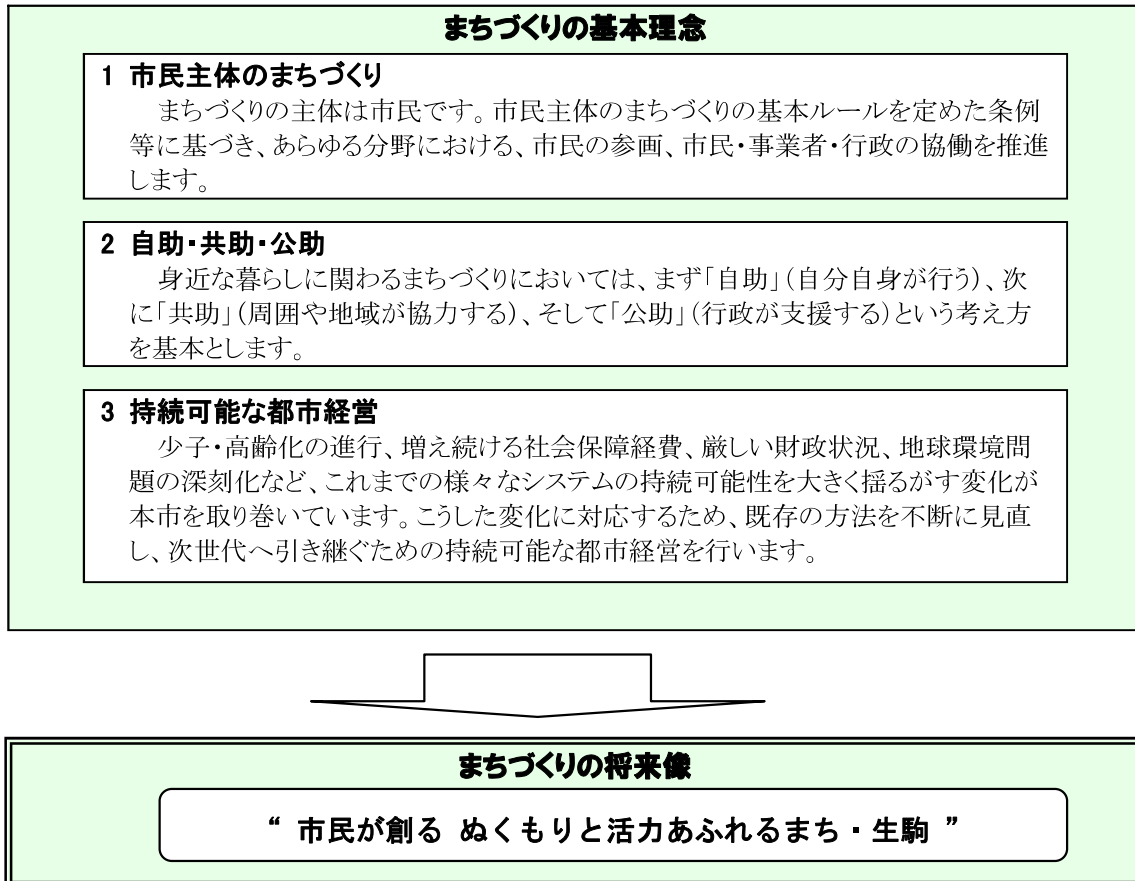 まちづくりの基本理念
1 市民主体のまちづくり
まちづくりの主体は市民です。市民主体のまちづくりの基本ルールを定めた条例
等に基づき、あらゆる分野における、市民の参画、市民・事業者・行政の協働を推進
します。
2 自助・共助・公助
身近な暮らしに関わるまちづくりにおいては、まず「自助」(自分自身が行う)、次
に「共助」(周囲や地域が協力する)、そして「公助」(行政が支援する)という考え方
を基本とします。
3 持続可能な都市経営
少子・高齢化の進行、増え続ける社会保障経費、厳しい財政状況、地球環境問
題の深刻化など、これまでの様々なシステムの持続可能性を大きく揺るがす変化が
本市を取り巻いています。こうした変化に対応するため、既存の方法を不断に見直
し、次世代へ引き継ぐための持続可能な都市経営を行います。
まちづくりの将来像
“ 市民が創る ぬくもりと活力あふれるまち・生駒 ”